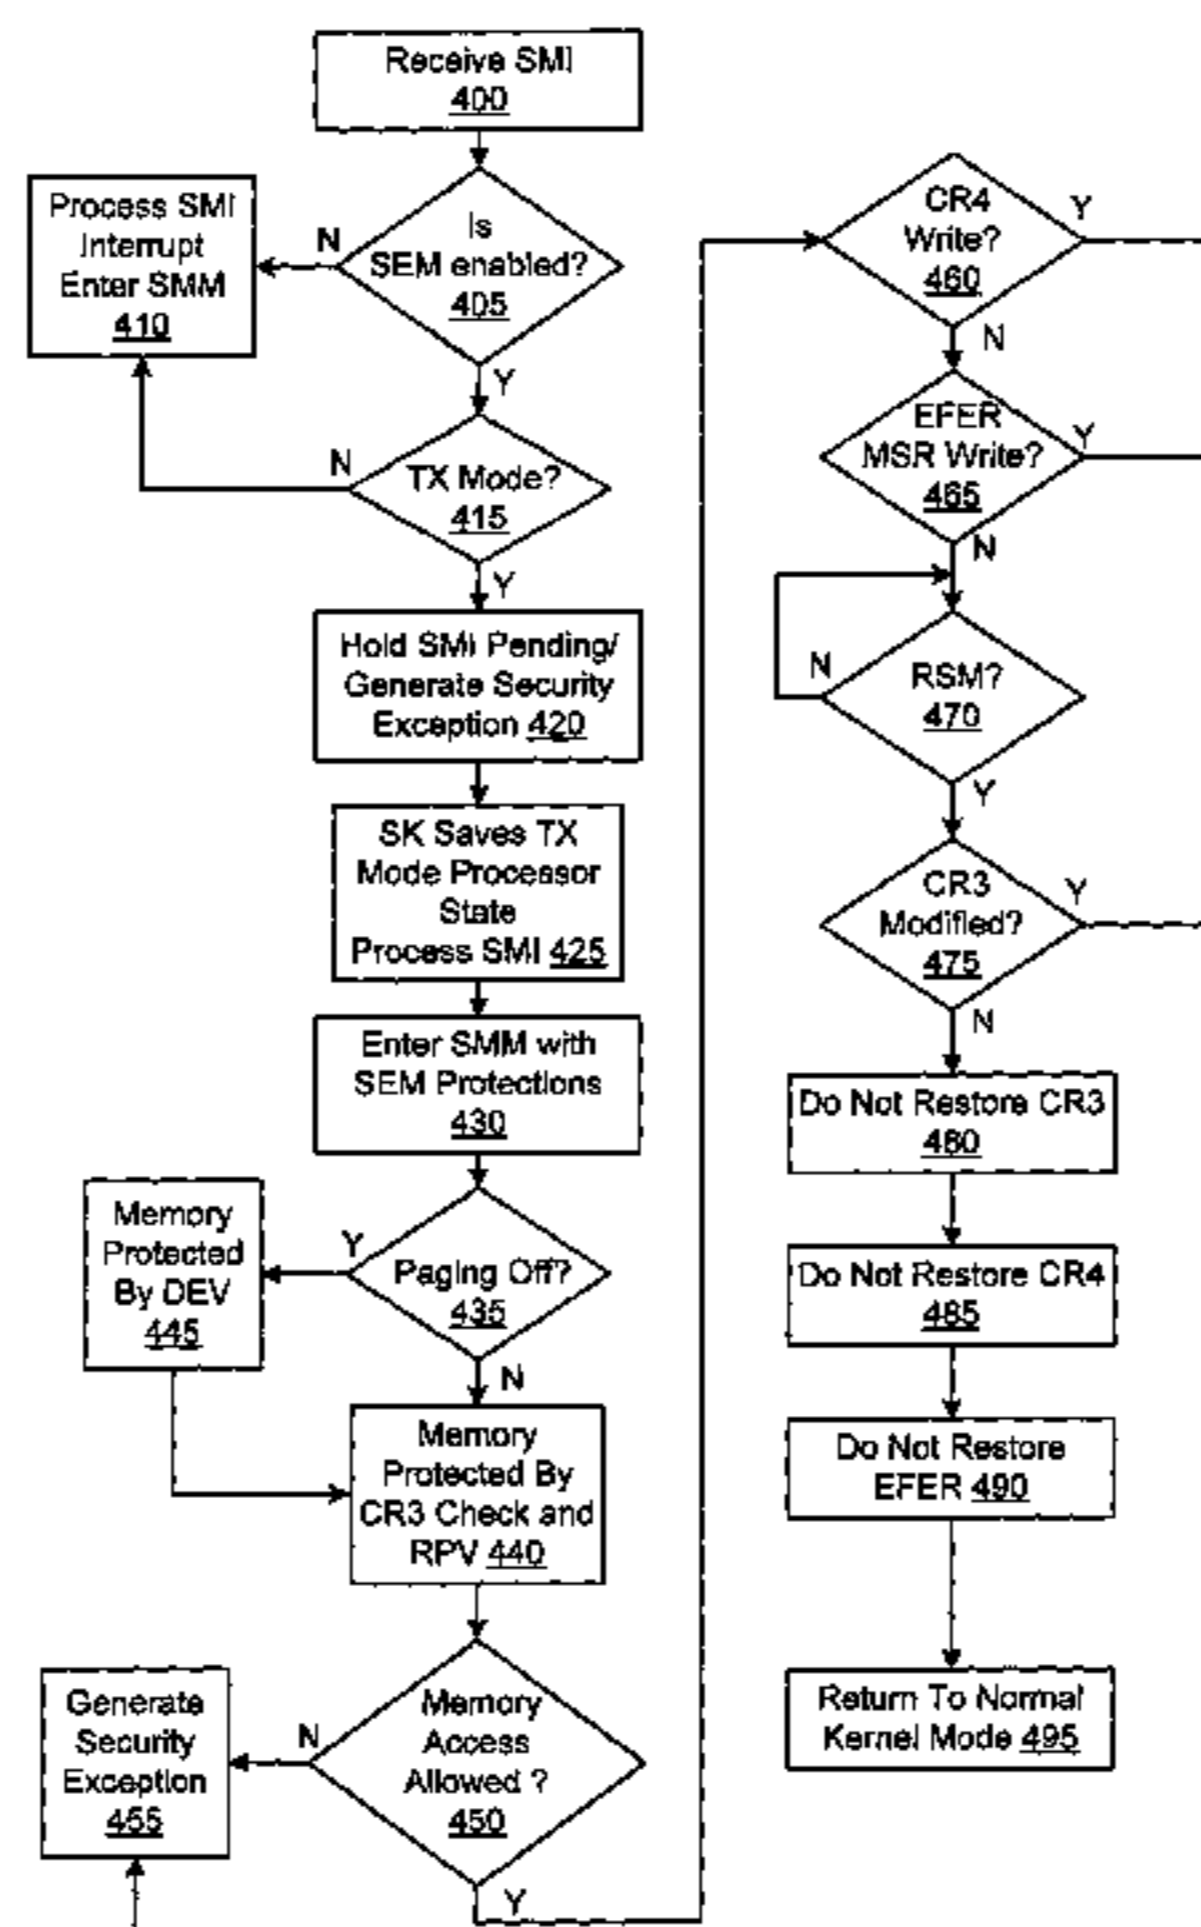 Receive SMI
400
Process SMI
Interrupt
Enter SMM
410
N
Is
SEM enabled?
405
Y
N
TX Mode?
415
Y
Hold SMI Pending/
Generate Security
Exception 420
SK Saves TX
Mode Processor
State
Process SMI 425
Enter SMM with
SEM Protections
430
Memory
Protected
By DEV
445
Y
Paging Off?
435
N
Memory
Protected By
CR3 Check and
RPV 440
Generate
Security
Exception
455
N
Memory
Access
Allowed ?
450
Y
CR4
Write?
460
Y
N
EFER
MSR Write?
465
Y
N
N
RSM?
470
Y
CR3
Modified?
475
Y
N
Do Not Restore CR3
480
Do Not Restore CR4
485
Do Not Restore
EFER 490
Return To Normal
Kernel Mode 495